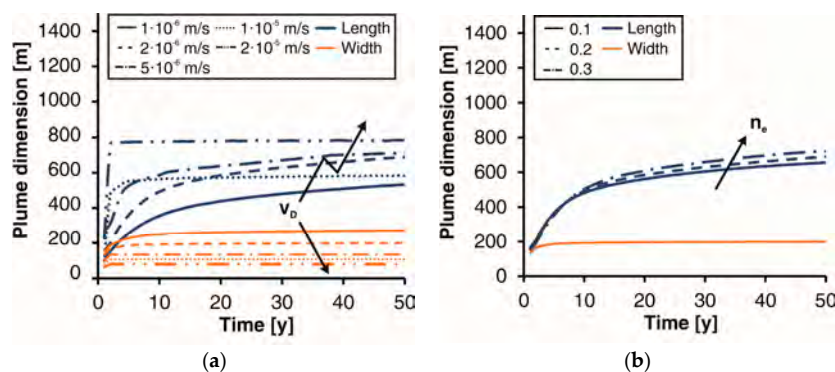 (a)
1·10⁻⁶ m/s 1·10⁻⁵ m/s Length
2·10⁻⁶ m/s 2·10⁻⁵ m/s Width
5·10⁻⁶ m/s
Plume dimension [m]
1400
1200
1000
800
600
400
200
0
v_D
0 10 20 30 40 50
Time [y]
(a)
(b)
0.1 Length
0.2 Width
0.3
Plume dimension [m]
1400
1200
1000
800
600
400
200
0
n_e
0 10 20 30 40 50
Time [y]
(b)